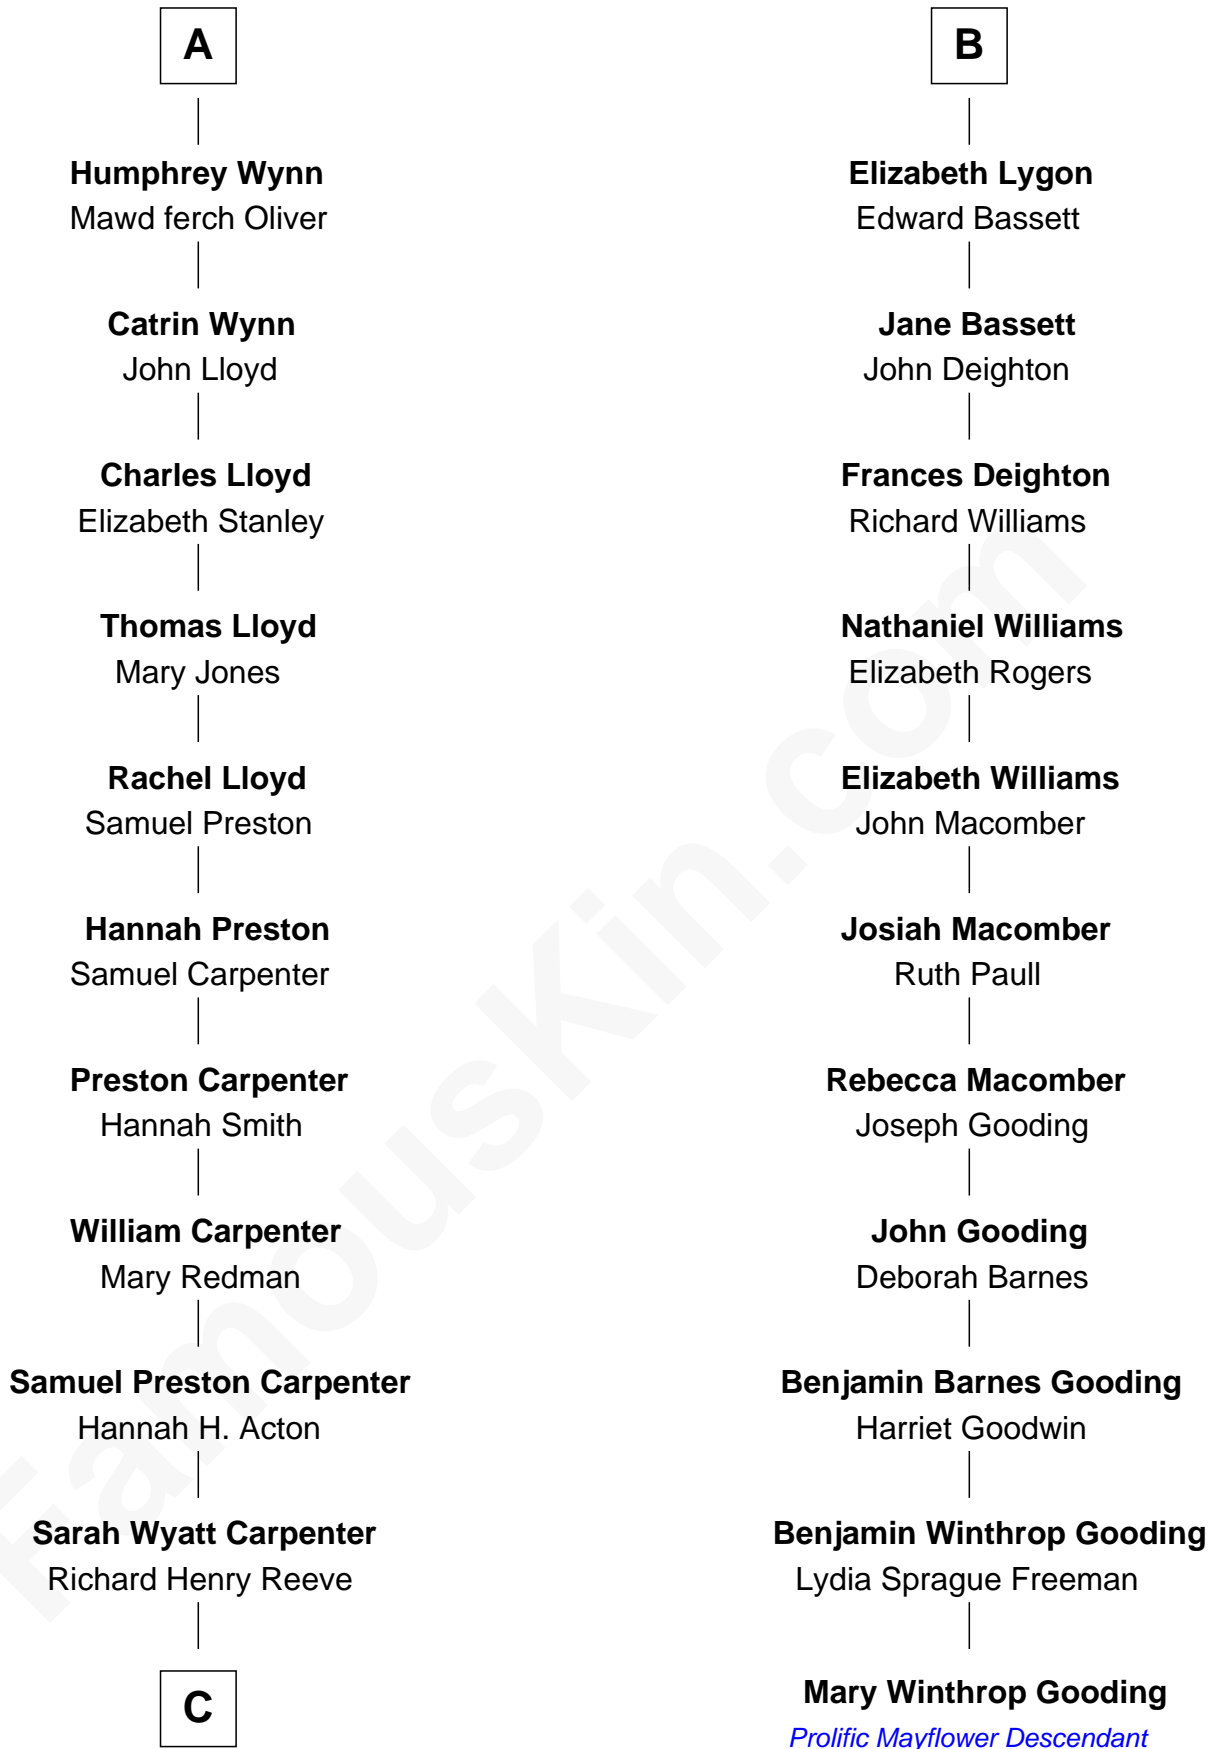 A
Humphrey Wynn
Mawd ferch Oliver
Catrin Wynn
John Lloyd
Charles Lloyd
Elizabeth Stanley
Thomas Lloyd
Mary Jones
Rachel Lloyd
Samuel Preston
Hannah Preston
Samuel Carpenter
Preston Carpenter
Hannah Smith
William Carpenter
Mary Redman
Samuel Preston Carpenter
Hannah H. Acton
Sarah Wyatt Carpenter
Richard Henry Reeve
C
B
Elizabeth Lygon
Edward Bassett
Jane Bassett
John Deighton
Frances Deighton
Richard Williams
Nathaniel Williams
Elizabeth Rogers
Elizabeth Williams
John Macomber
Josiah Macomber
Ruth Paull
Rebecca Macomber
Joseph Gooding
John Gooding
Deborah Barnes
Benjamin Barnes Gooding
Harriet Goodwin
Benjamin Winthrop Gooding
Lydia Sprague Freeman
Mary Winthrop Gooding
Prolific Mayflower Descendant
FamousKin.com